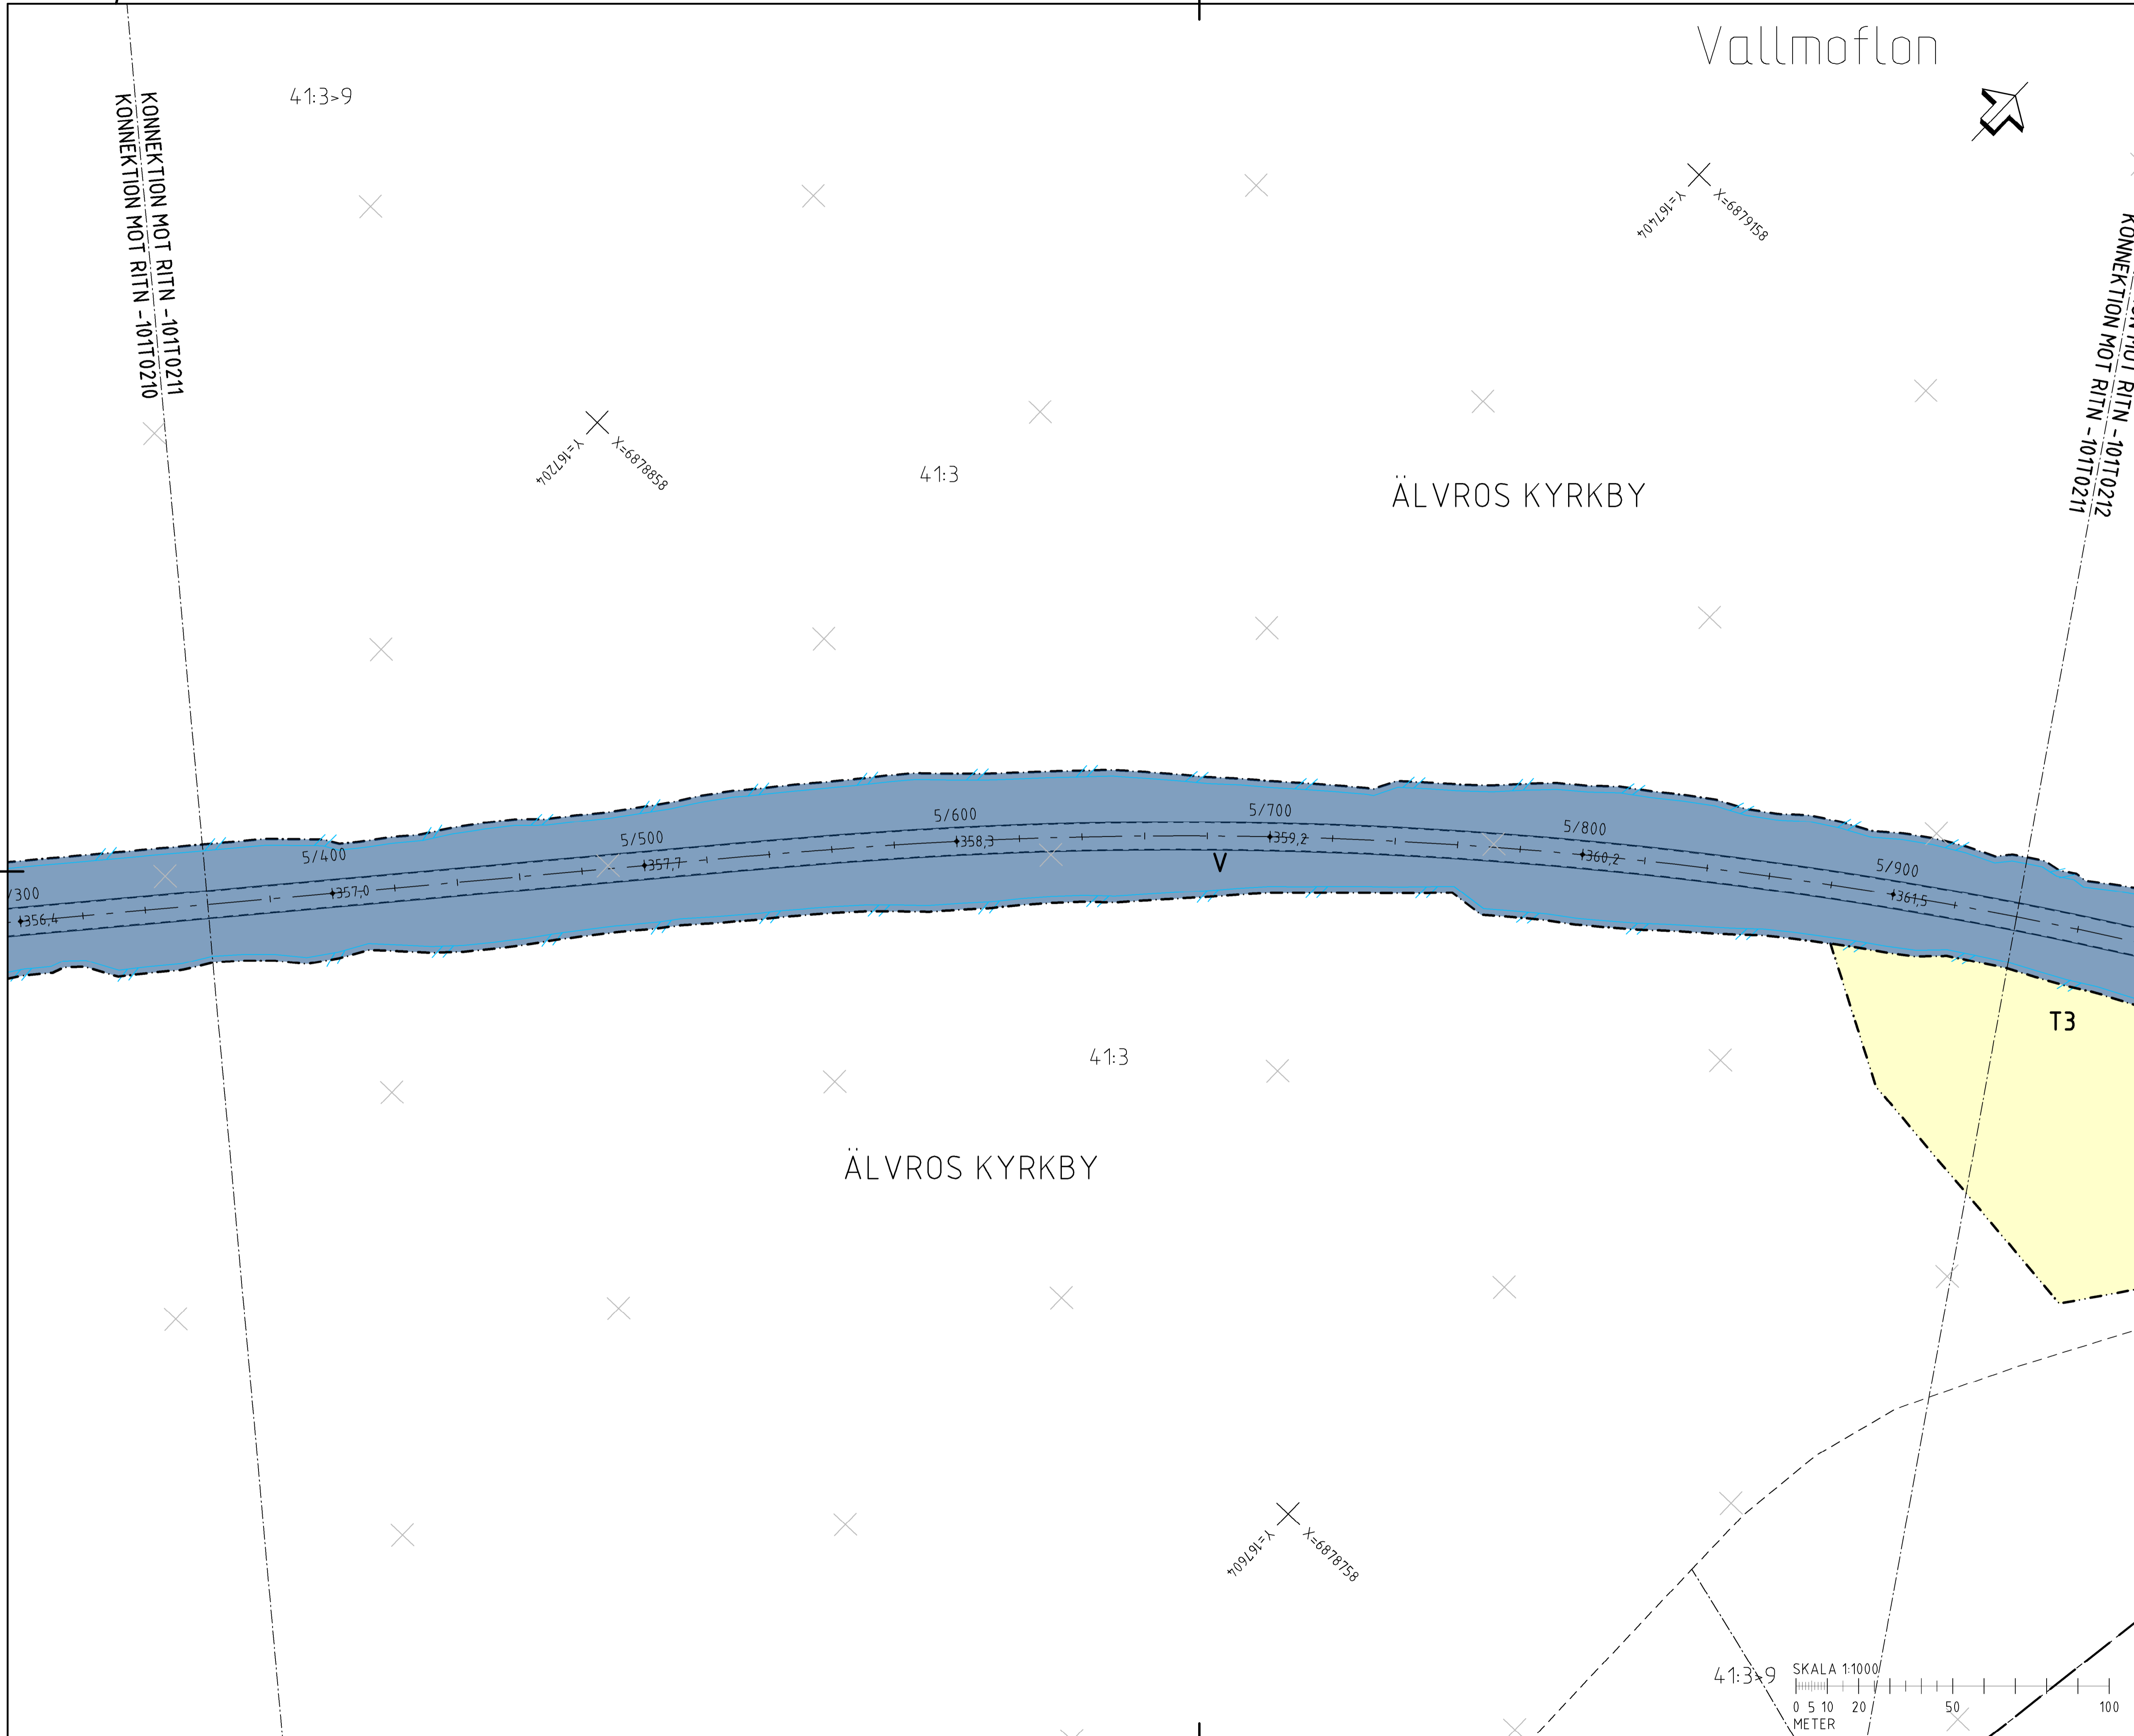 Vallmoflon
41:3>9
KONNEKTION MOT RITN -101T0211
KONNEKTION MOT RITN -101T0210
Y=167404
X=6879158
KONNEKTION MOT RITN -101T0212
KONNEKTION MOT RITN -101T0211
Y=167204
X=6878858
41:3
ÄLVROS KYRKBY
5/600
5/700
5/800
5/500
5/400
5/900
/300
358,3
359,2
360,2
357,7
357,0
361,5
356,4
V
T3
41:3
ÄLVROS KYRKBY
Y=167604
X=6878758
41:3>9
SKALA 1:1000
0 5 10 20 50 100
METER